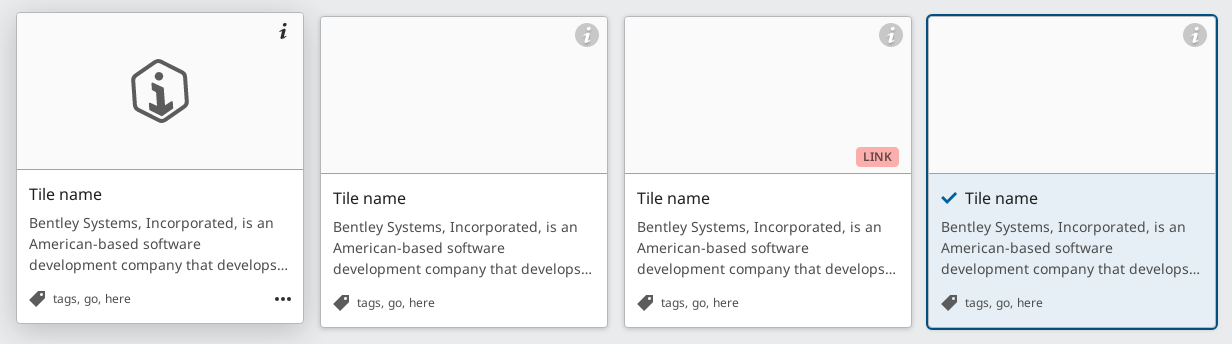 Tile name
Bentley Systems, Incorporated, is an
American-based software
development company that develops...
tags, go, here
Tile name
Bentley Systems, Incorporated, is an
American-based software
development company that develops...
tags, go, here
LINK
Tile name
Bentley Systems, Incorporated, is an
American-based software
development company that develops...
tags, go, here
Tile name
Bentley Systems, Incorporated, is an
American-based software
development company that develops...
tags, go, here